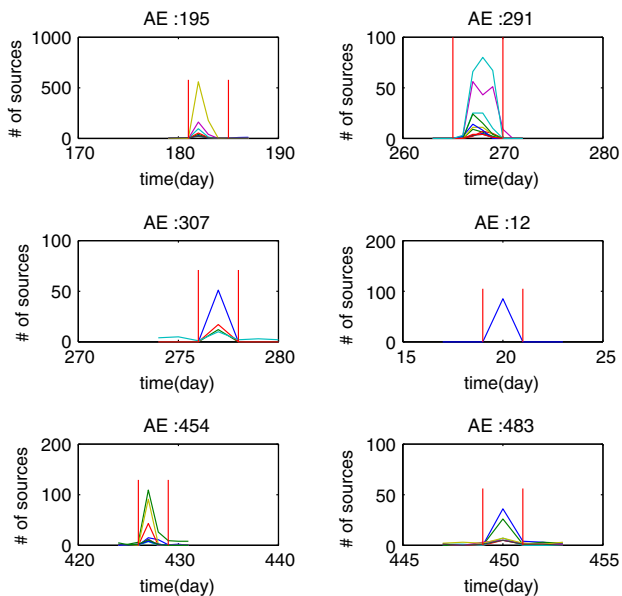 AE :195
# of sources
1000
500
0
170
180
190
time(day)
AE :291
# of sources
100
50
0
260
270
280
time(day)
AE :307
# of sources
100
50
0
270
275
280
time(day)
AE :12
# of sources
200
100
0
15
20
25
time(day)
AE :454
# of sources
200
100
0
420
430
440
time(day)
AE :483
# of sources
100
50
0
445
450
455
time(day)